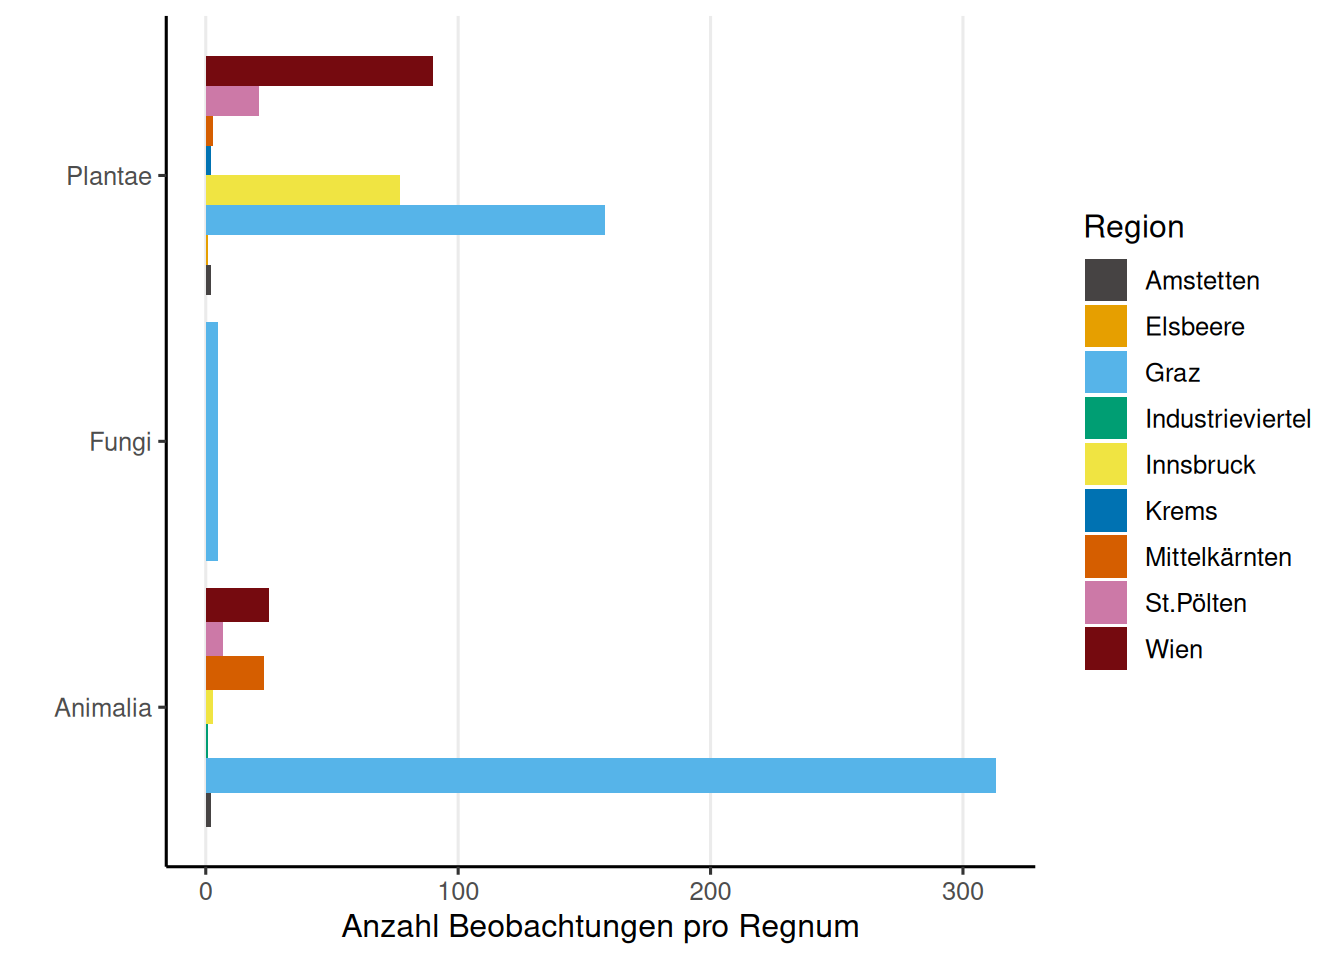 Plantae
Fungi
Animalia
0 100 200 300
Anzahl Beobachtungen pro Regnum
Region
Amstetten
Elsbeere
Graz
Industrieviertel
Innsbruck
Krems
Mittelkärnten
St.Pölten
Wien